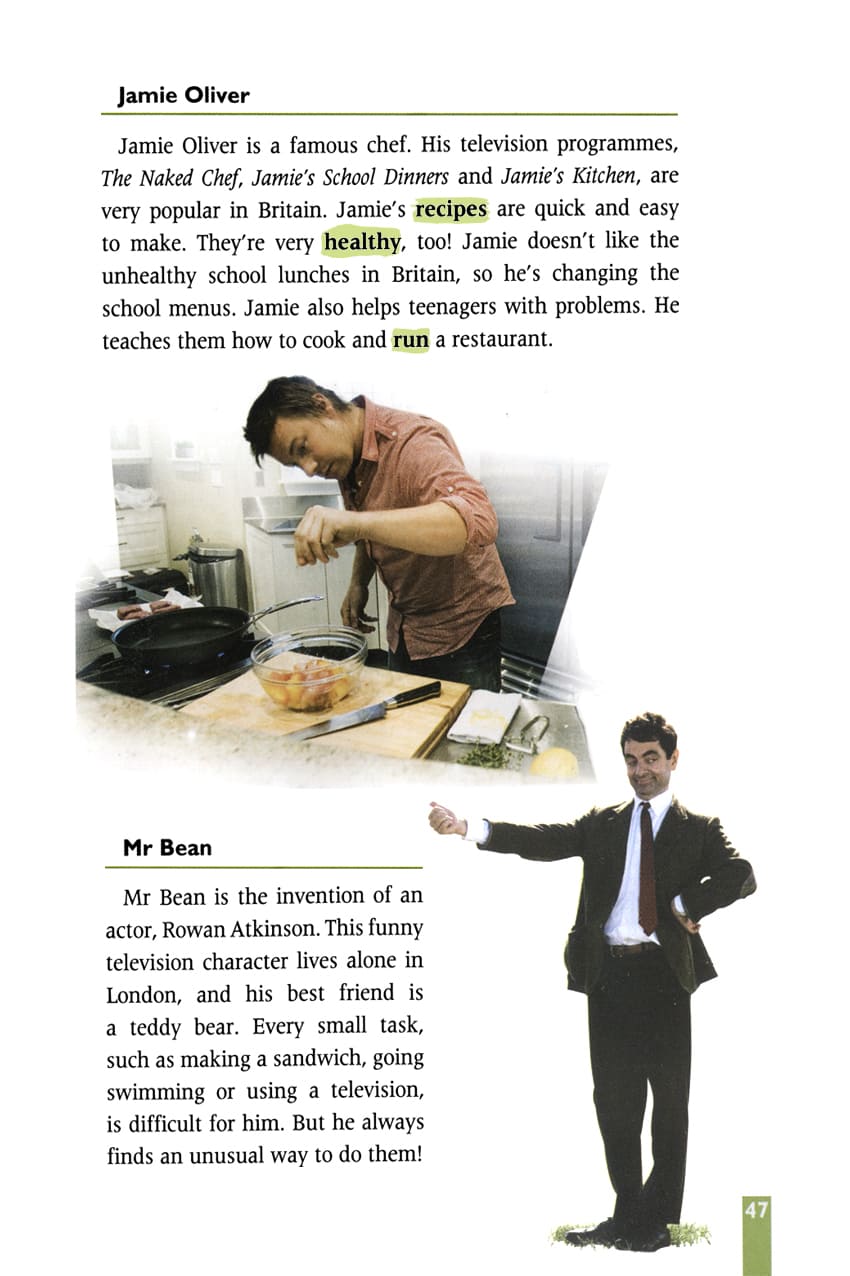 Jamie Oliver
Jamie Oliver is a famous chef. His television programmes,
The Naked Chef, Jamie's School Dinners and Jamie's Kitchen, are
very popular in Britain. Jamie's recipes are quick and easy
to make. They're very healthy, too! Jamie doesn't like the
unhealthy school lunches in Britain, so he's changing the
school menus. Jamie also helps teenagers with problems. He
teaches them how to cook and run a restaurant.
Mr Bean
Mr Bean is the invention of an
actor, Rowan Atkinson. This funny
television character lives alone in
London, and his best friend is
a teddy bear. Every small task,
such as making a sandwich, going
swimming or using a television,
is difficult for him. But he always
finds an unusual way to do them!
47